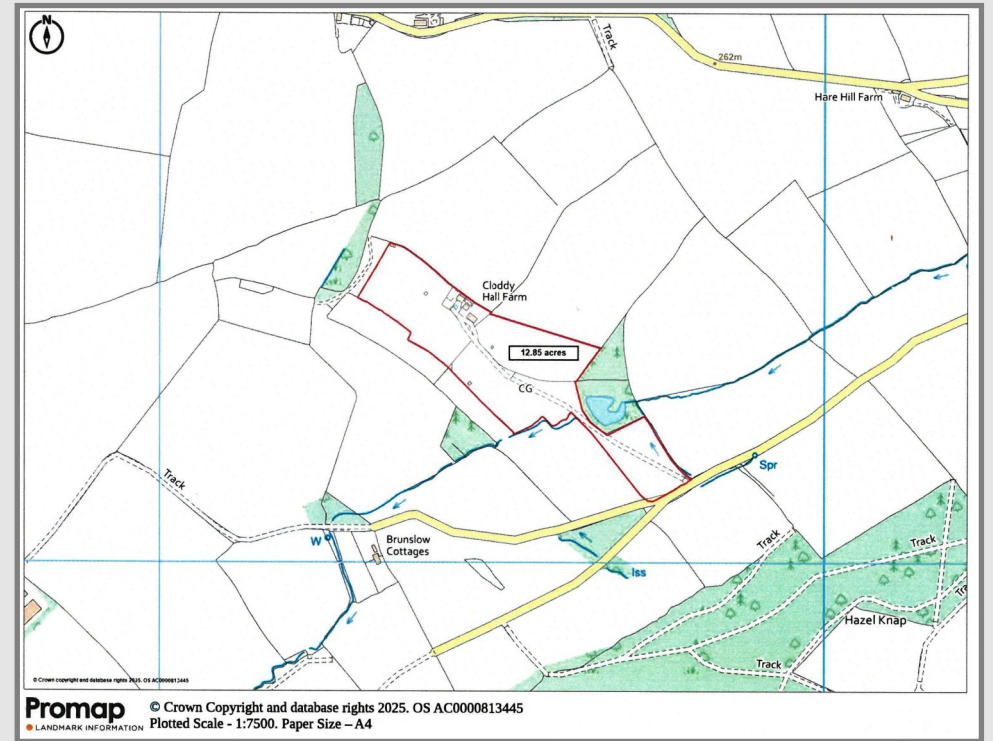 N
Track
262m
Hare Hill Farm
Cloddy
Hall Farm
12.85 acres
CG
Spr
Track
W
Brunslow
Cottages
Iss
Track
Track
Tra
Hazel Knap
Track
© Crown copyright and database rights 2025. OS AC0000813445
Promap
LANDMARK INFORMATION
© Crown Copyright and database rights 2025. OS AC0000813445
Plotted Scale - 1:7500. Paper Size – A4